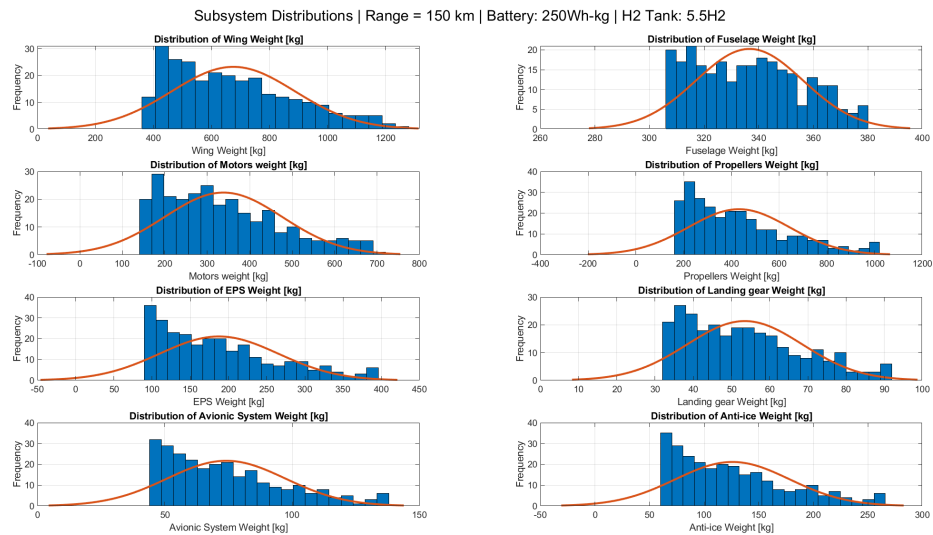 Subsystem Distributions | Range = 150 km | Battery: 250Wh-kg | H2 Tank: 5.5H2
Distribution of Wing Weight [kg]
Frequency
30
20
10
0
0 200 400 600 800 1000 1200
Wing Weight [kg]
Distribution of Fuselage Weight [kg]
Frequency
20
15
10
5
0
260 280 300 320 340 360 380 400
Fuselage Weight [kg]
Distribution of Motors weight [kg]
Frequency
30
20
10
0
-100 0 100 200 300 400 500 600 700 800
Motors weight [kg]
Distribution of Propellers Weight [kg]
Frequency
40
30
20
10
0
-400 -200 0 200 400 600 800 1000 1200
Propellers Weight [kg]
Distribution of EPS Weight [kg]
Frequency
40
30
20
10
0
-50 0 50 100 150 200 250 300 350 400 450
EPS Weight [kg]
Distribution of Landing gear Weight [kg]
Frequency
30
20
10
0
0 10 20 30 40 50 60 70 80 90 100
Landing gear Weight [kg]
Distribution of Avionic System Weight [kg]
Frequency
40
30
20
10
0
0 50 100 150
Avionic System Weight [kg]
Distribution of Anti-ice Weight [kg]
Frequency
40
30
20
10
0
-50 0 50 100 150 200 250 300
Anti-ice Weight [kg]